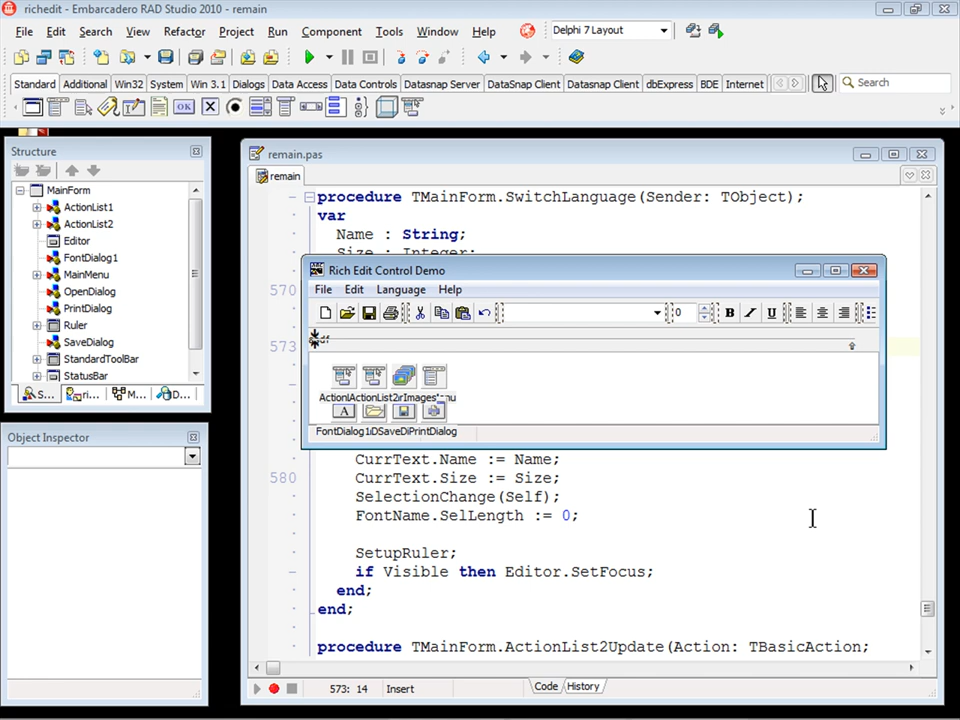 richedit - Embarcadero RAD Studio 2010 - remain
File Edit Search View Refactor Project Run Component Tools Window Help
Delphi 7 Layout
Standard Additional Win32 System Win 3.1 Dialogs Data Access Data Controls Datasnap Server DataSnap Client Datasnap Client dbExpress BDE Internet
Search
Structure
MainForm
ActionList1
ActionList2
Editor
FontDialog1
MainMenu
OpenDialog
PrintDialog
Ruler
SaveDialog
StandardToolBar
StatusBar
S... ri... M... D...
Object Inspector
remain.pas
remain
procedure TMainForm.SwitchLanguage(Sender: TObject);
var
Name : String;
Size : Integer;
570
Rich Edit Control Demo
File Edit Language Help
0 B I U
573
FontDialog1
PrintDialog
CurrText.Name := Name;
580 CurrText.Size := Size;
SelectionChange(Self);
FontName.SelLength := 0;
SetupRuler;
if Visible then Editor.SetFocus;
end;
end;
procedure TMainForm.ActionList2Update(Action: TBasicAction;
573: 14 Insert Code History